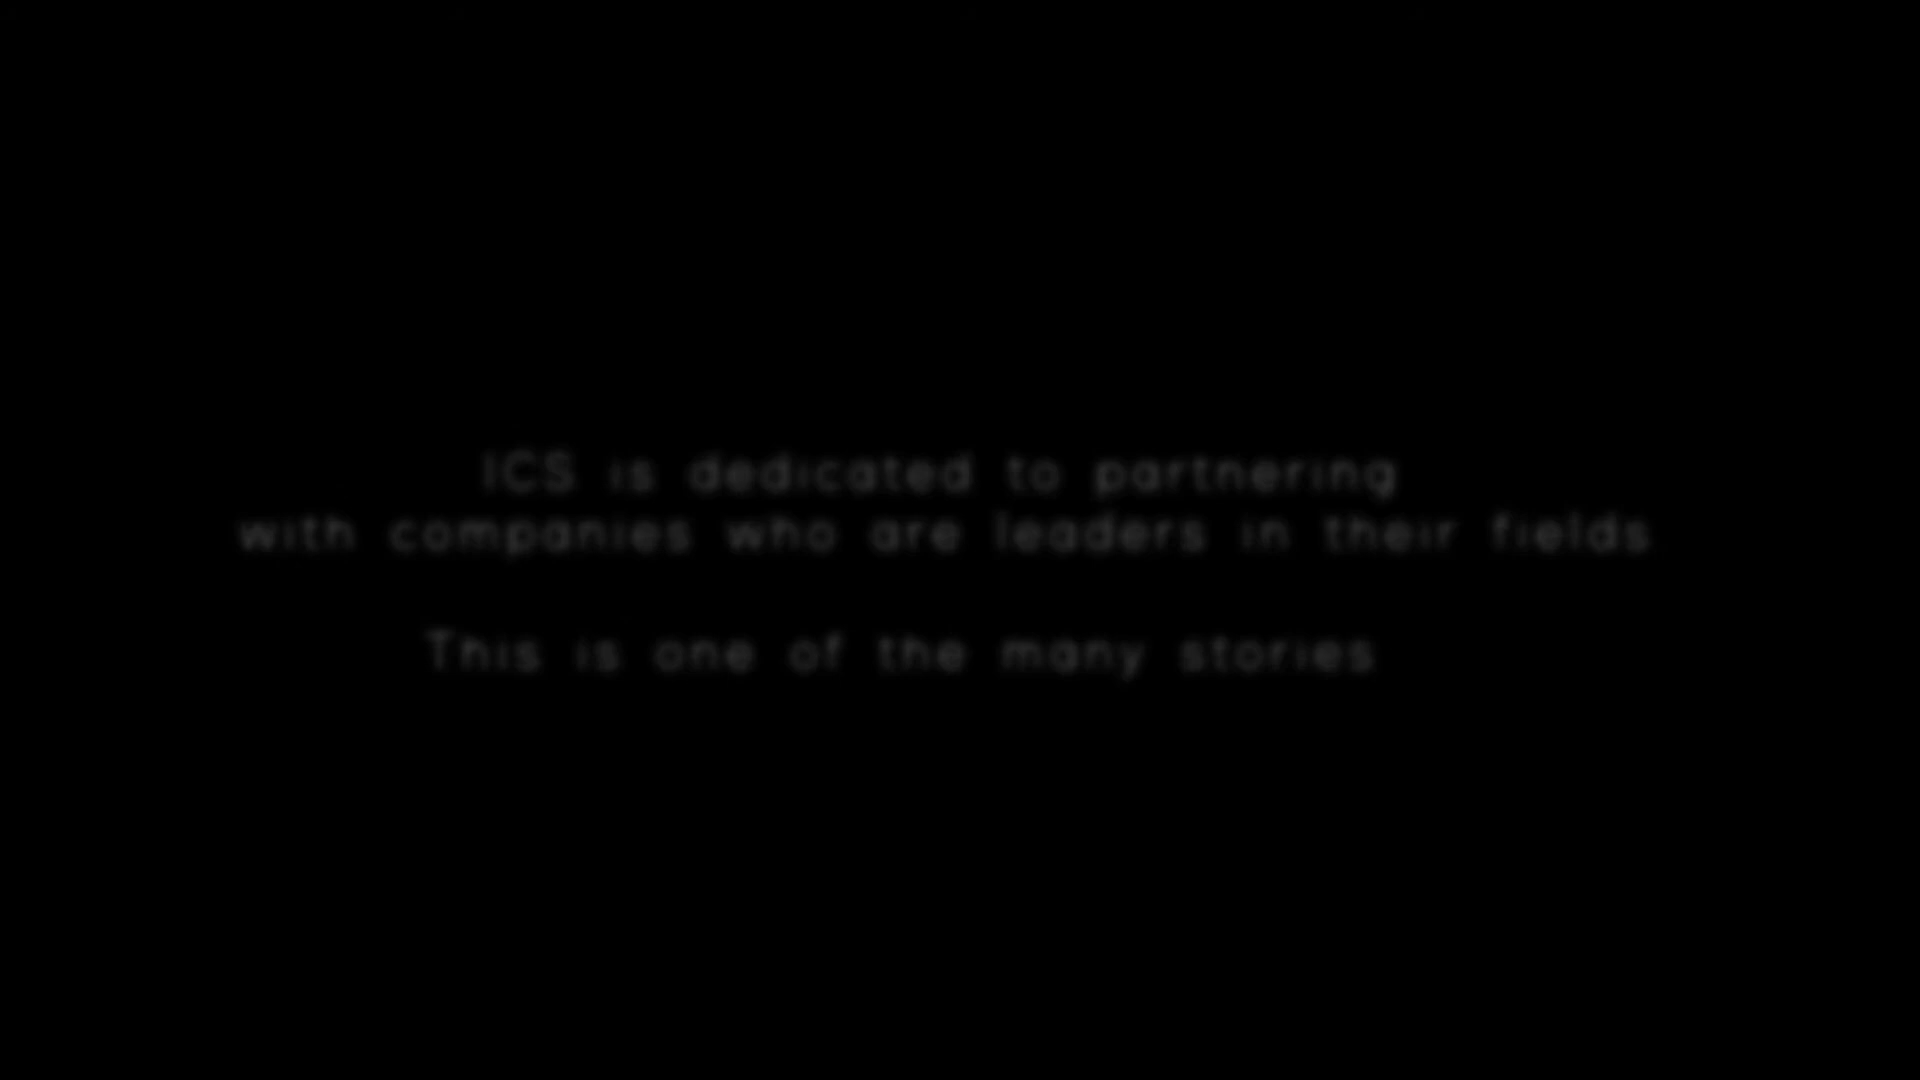 ICS is dedicated to partnering
with companies who are leaders in their fields
This is one of the many stories